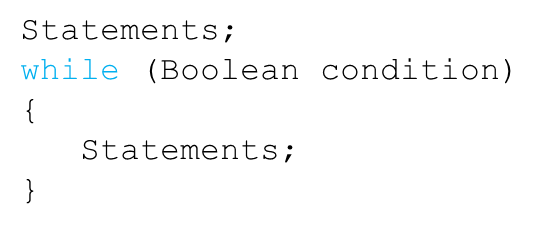 Statements;
while (Boolean condition)
{
Statements;
}